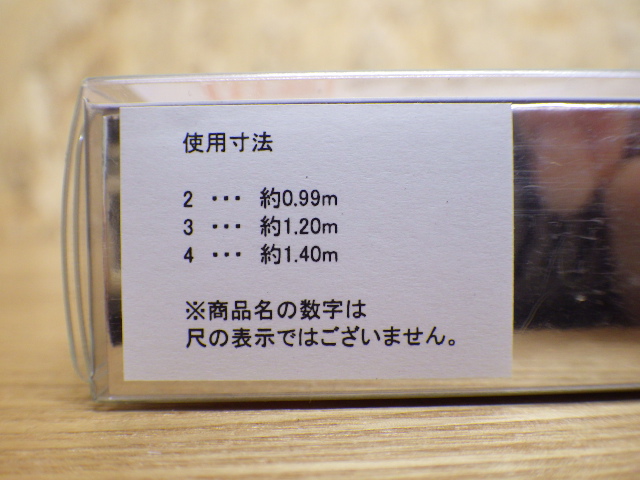 使用寸法
2 ··· 約0.99m
3 ··· 約1.20m
4 ··· 約1.40m
※商品名の数字は
尺の表示ではございません。